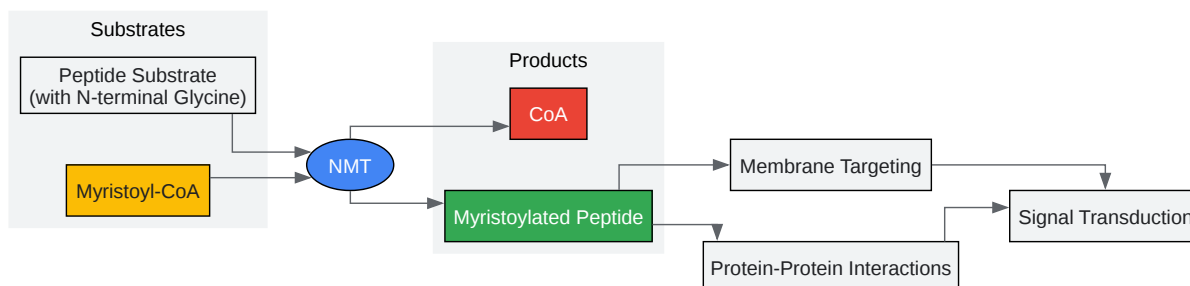 Substrates
Peptide Substrate
(with N-terminal Glycine)
Myristoyl-CoA
NMT
Products
CoA
Myristoylated Peptide
Membrane Targeting
Protein-Protein Interactions
Signal Transduction